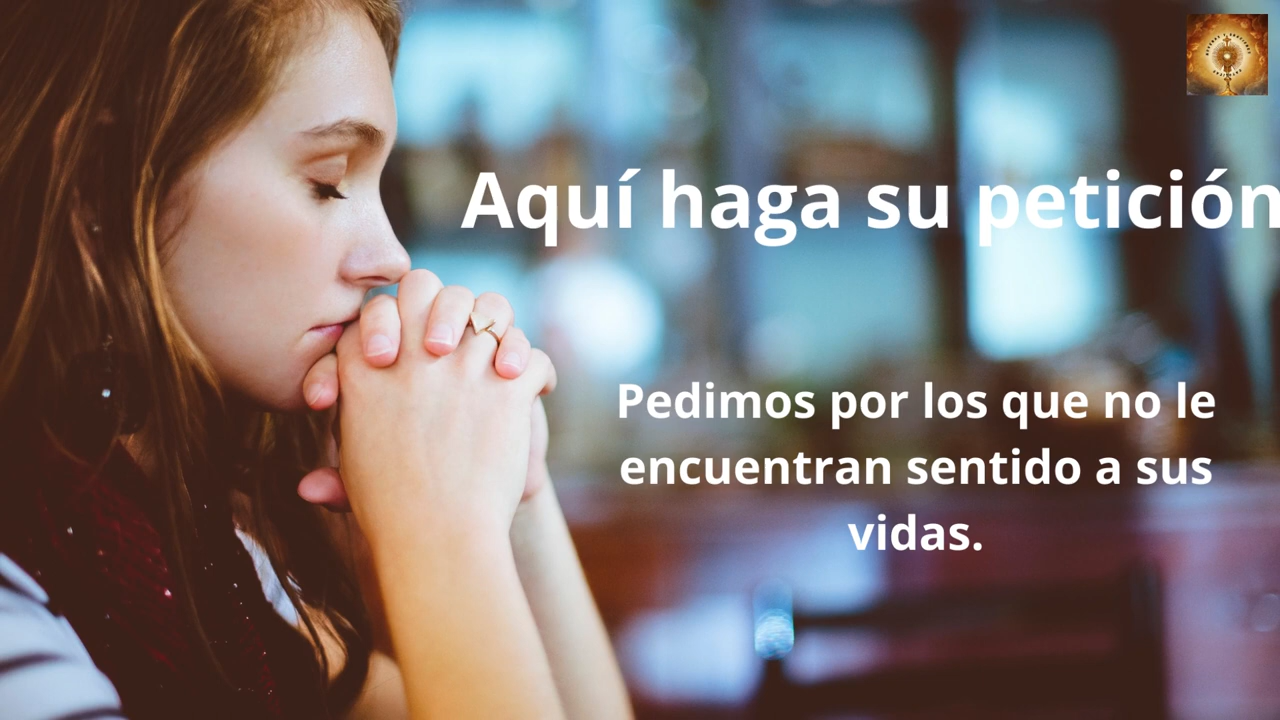 Aquí haga su petición
Pedimos por los que no le
encuentran sentido a sus
vidas.